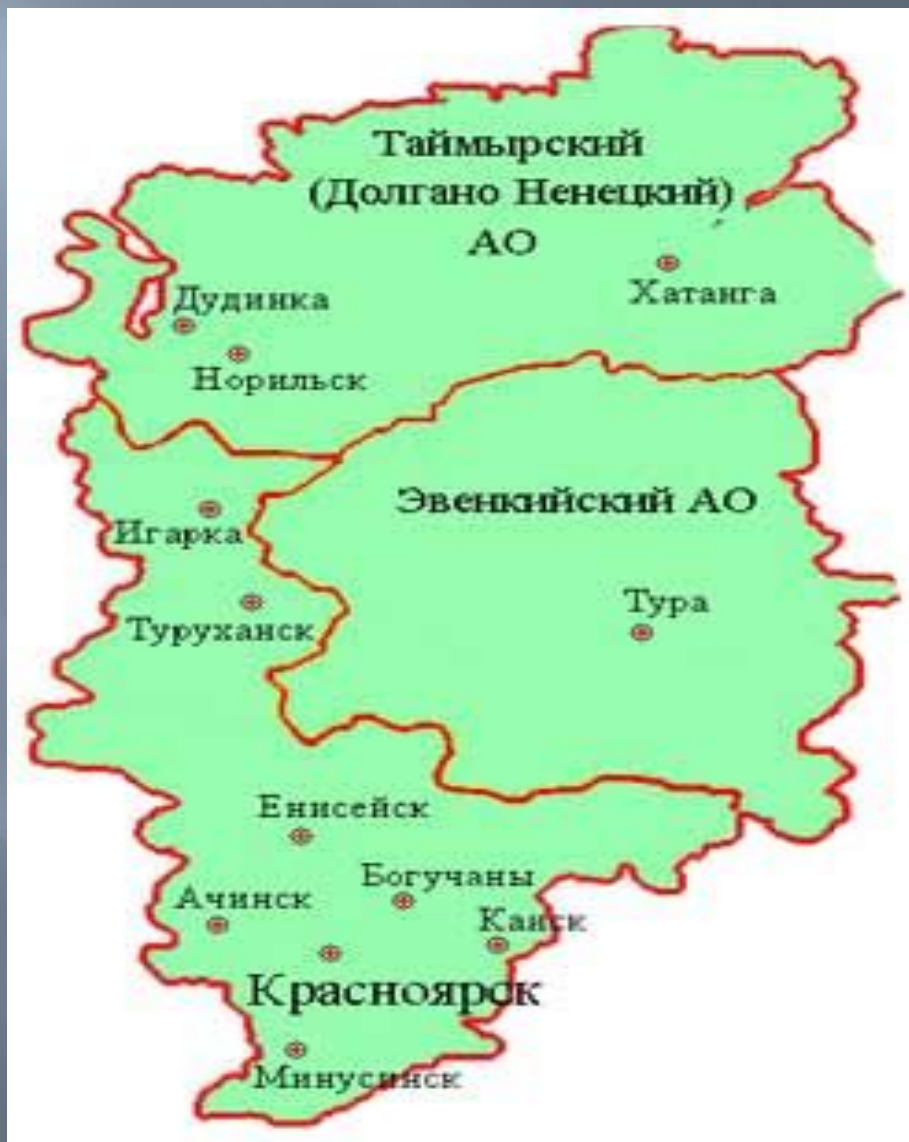 Таймырский
(Долгано Ненецкий)
АО
Хатанга
Дудинка
Норильск
Эвенкийский АО
Игарка
Тура
Туруханск
Енисейск
Богучаны
Ачинск
Канск
Красноярск
Минусинск